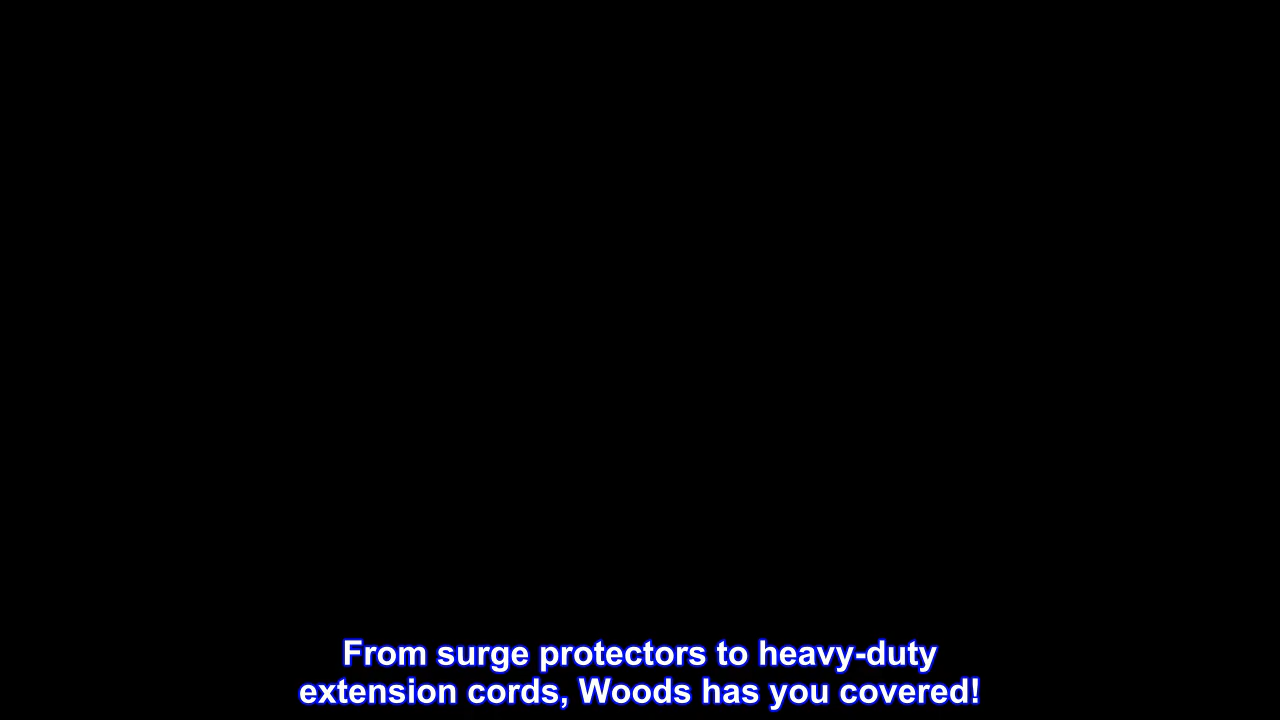 From surge protectors to heavy-duty
extension cords, Woods has you covered!